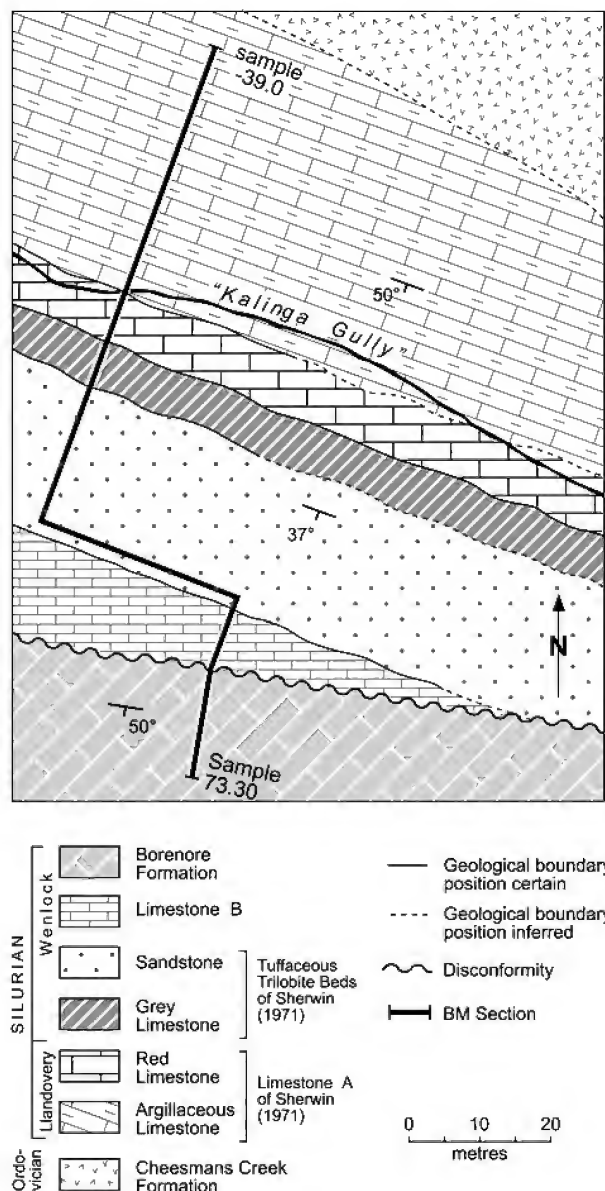 sample
-39.0
50°
"Kalinga Gully"
37°
N
50°
Sample
73.30
SILURIAN
Wenlock
Borenore
Formation
Limestone B
Sandstone
Grey
Limestone
Tuffaceous
Trilobite Beds
of Sherwin
(1971)
Llandovery
Red
Limestone
Argillaceous
Limestone
Limestone A
of Sherwin
(1971)
Ordo-
vician
Cheesmans Creek
Formation
Geological boundary
position certain
Geological boundary
position inferred
Disconformity
BM Section
0 10 20
metres